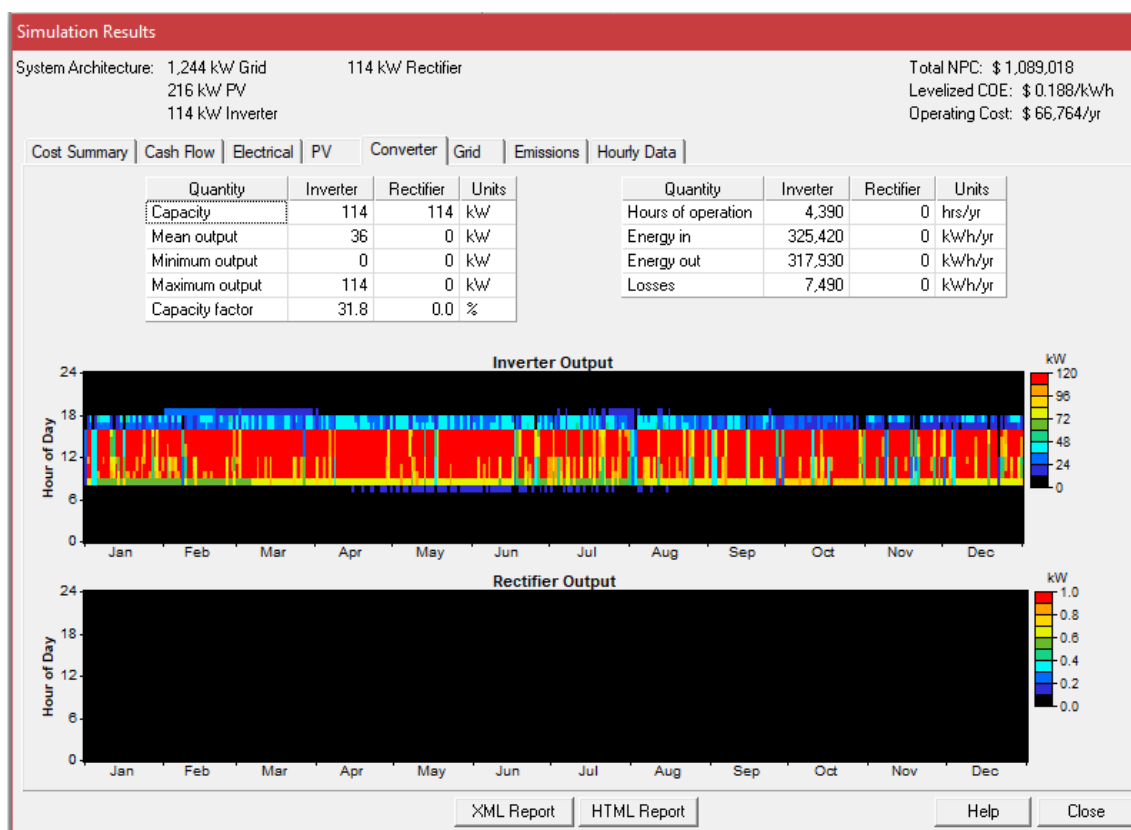 Simulation Results
System Architecture: 1,244 kW Grid 114 kW Rectifier Total NPC: $ 1,089,018
216 kW PV Levelized COE: $ 0.188/kWh
114 kW Inverter Operating Cost: $ 66,764/yr
Cost Summary Cash Flow Electrical PV Converter Grid Emissions Hourly Data
Quantity Inverter Rectifier Units
Capacity 114 114 kW
Mean output 36 0 kW
Minimum output 0 0 kW
Maximum output 114 0 kW
Capacity factor 31.8 0.0 %
Quantity Inverter Rectifier Units
Hours of operation 4,390 0 hrs/yr
Energy in 325,420 0 kWh/yr
Energy out 317,930 0 kWh/yr
Losses 7,490 0 kWh/yr
Inverter Output
Hour of Day
24
18
12
6
0
Jan Feb Mar Apr May Jun Jul Aug Sep Oct Nov Dec
kW
120
96
72
48
24
0
Rectifier Output
Hour of Day
24
18
12
6
0
Jan Feb Mar Apr May Jun Jul Aug Sep Oct Nov Dec
kW
1.0
0.8
0.6
0.4
0.2
0.0
XML Report HTML Report Help Close